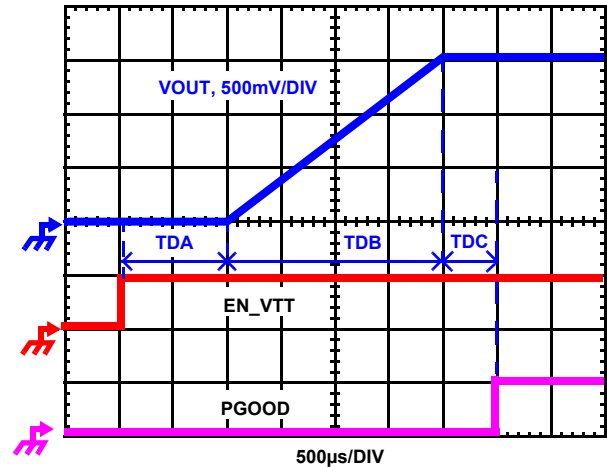 VOUT, 500mV/DIV
TDA TDB TDC
EN_VTT
PGOOD
500µs/DIV